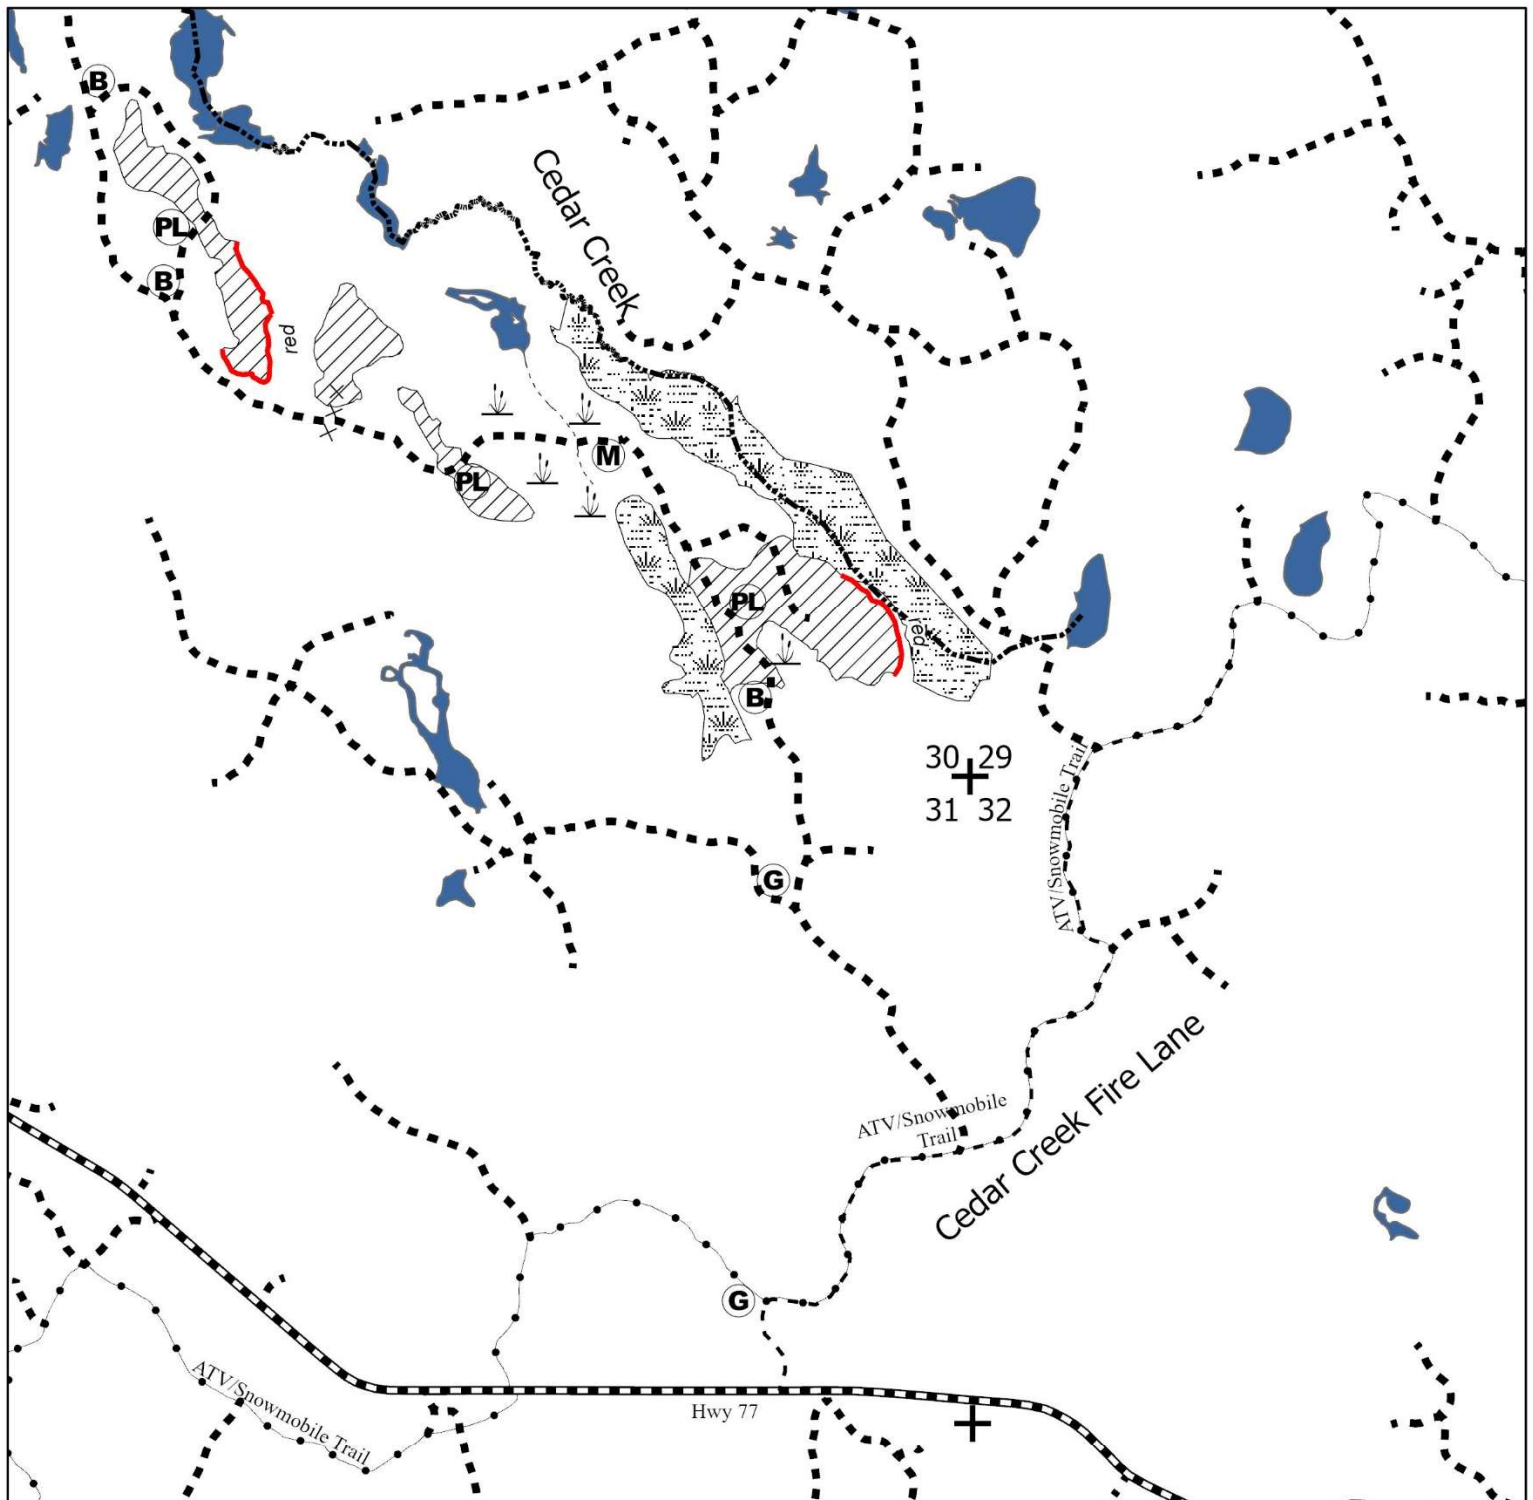 B
Cedar Creek
PL
B
red
M
PL
PL
red
B
30 29
31 32
ATV/Snowmobile Trail
G
ATV/Snowmobile
Trail
Cedar Creek Fire Lane
G
ATV/Snowmobile Trail
Hwy 77